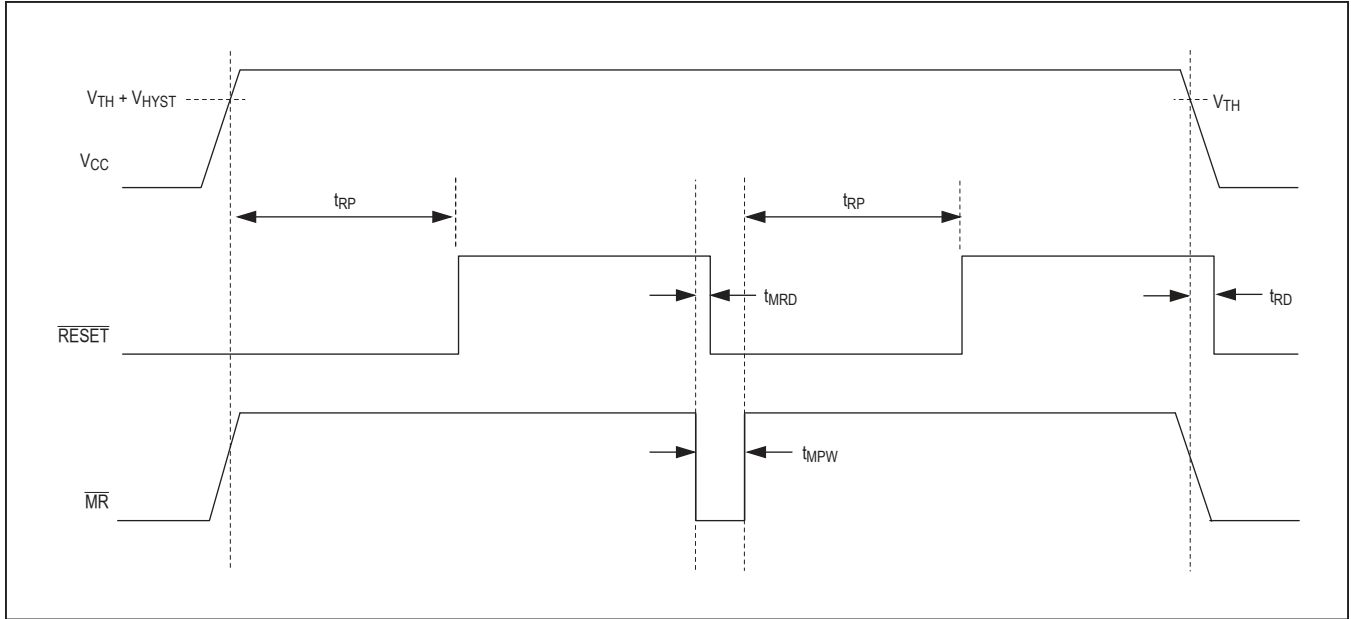 VTH + VHYST
VTH
VCC
tRP
tRP
tMRD
tRD
RESET
tMPW
MR